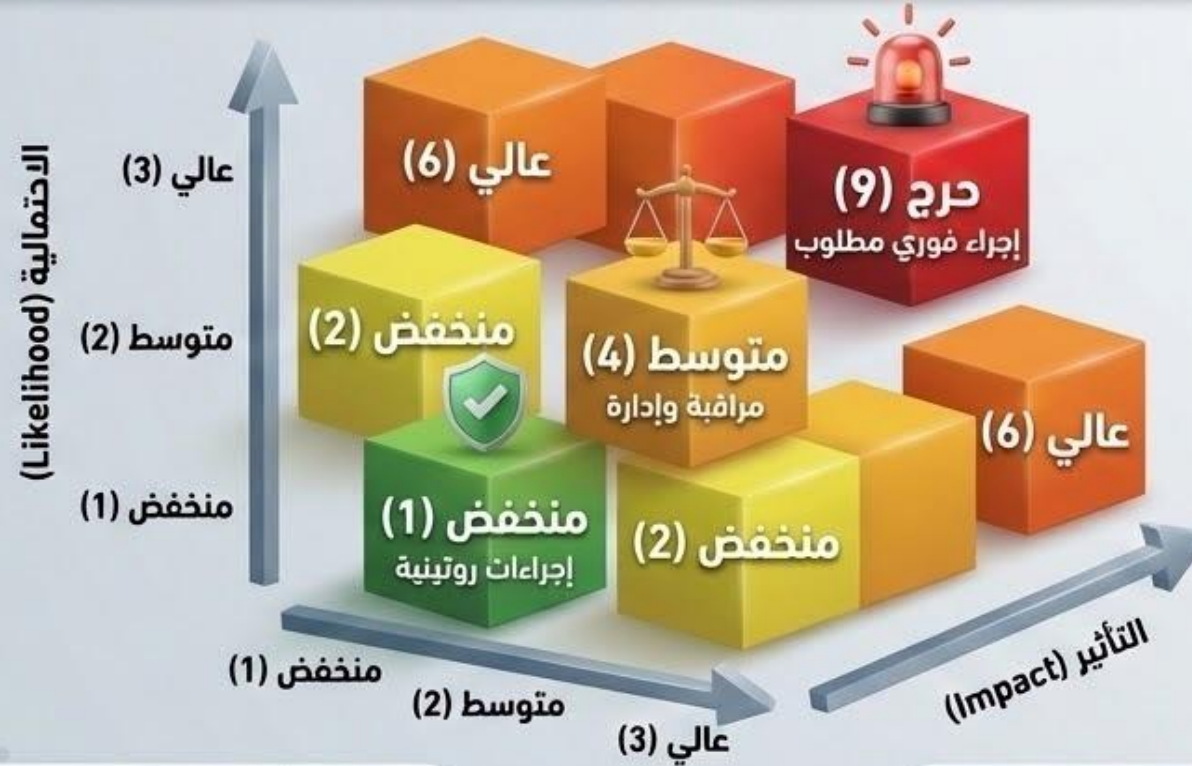 الاحتمالية (Likelihood)
عالي (3)
متوسط (2)
منخفض (1)
عالي (6)
حرج (9)
إجراء فوري مطلوب
منخفض (2)
متوسط (4)
مراقبة وإدارة
عالي (6)
منخفض (1)
إجراءات روتينية
منخفض (2)
منخفض (1)
متوسط (2)
عالي (3)
التأثير (Impact)